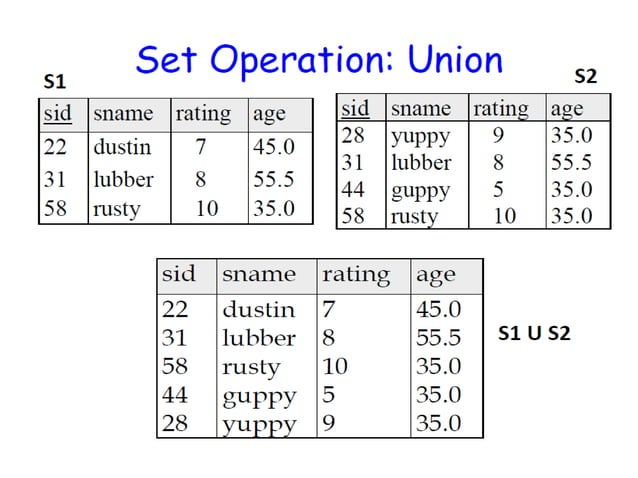 Set Operation: Union
S1
sid sname rating age
22 dustin 7 45.0
31 lubber 8 55.5
58 rusty 10 35.0
S2
sid sname rating age
28 yuppy 9 35.0
31 lubber 8 55.5
44 guppy 5 35.0
58 rusty 10 35.0
sid sname rating age
22 dustin 7 45.0
31 lubber 8 55.5
58 rusty 10 35.0
44 guppy 5 35.0
28 yuppy 9 35.0
S1 U S2